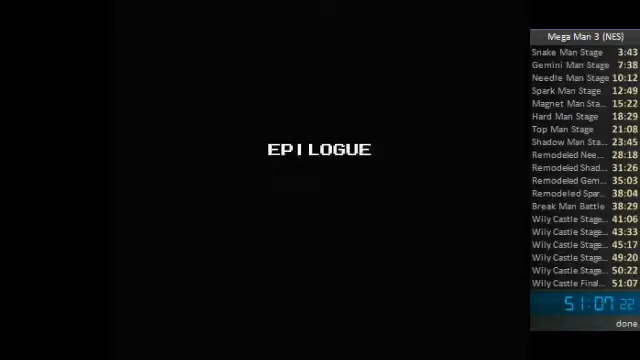 EPILOGUE
Mega Man 3 (NES)
Snake Man Stage 3:43
Gemini Man Stage 7:38
Needle Man Stage 10:12
Spark Man Stage 12:49
Magnet Man Sta... 15:22
Hard Man Stage 18:29
Top Man Stage 21:08
Shadow Man Sta... 23:45
Remodeled Nee... 28:18
Remodeled Shad... 31:26
Remodeled Gem... 35:03
Remodeled Spar... 38:04
Break Man Battle 38:29
Wily Castle Stage... 41:06
Wily Castle Stage... 43:33
Wily Castle Stage... 45:17
Wily Castle Stage... 49:20
Wily Castle Stage... 50:22
Wily Castle Final... 51:07
51:07 22
done